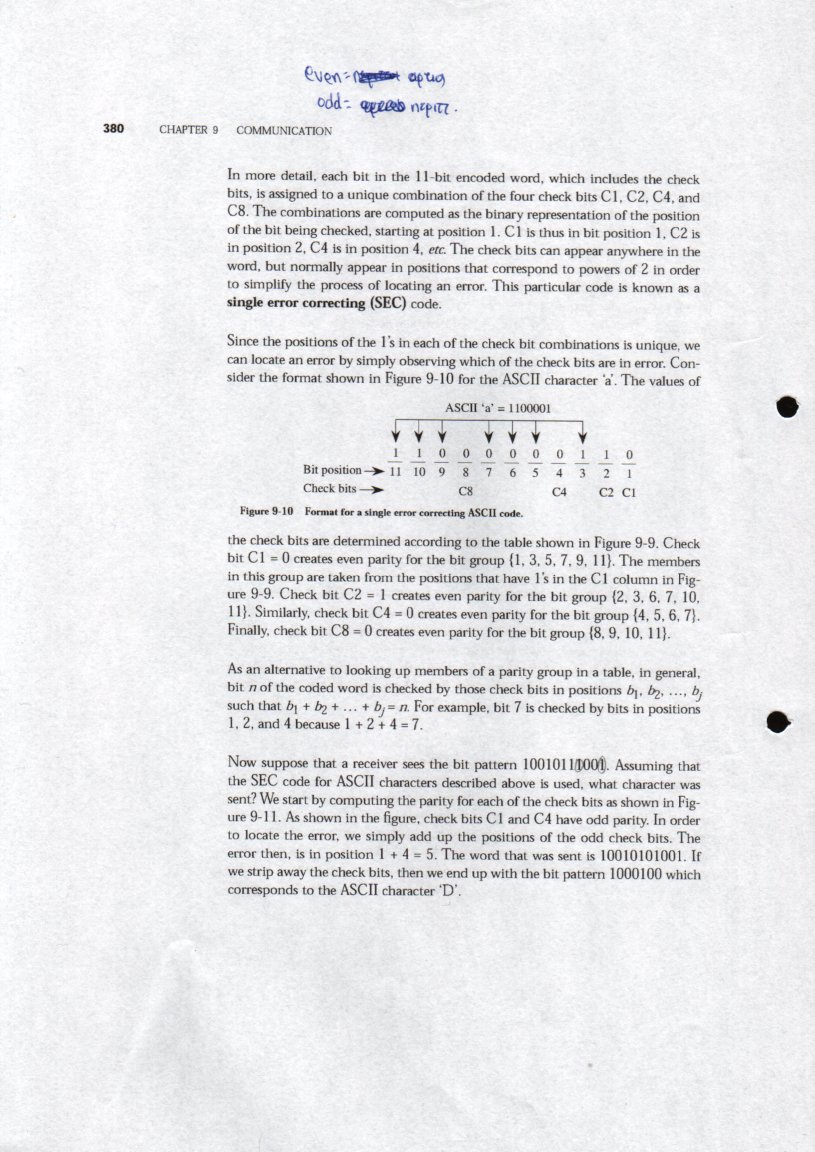 even = αρτια
odd = περιττ.
380 CHAPTER 9 COMMUNICATION
In more detail, each bit in the 11-bit encoded word, which includes the check
bits, is assigned to a unique combination of the four check bits C1, C2, C4, and
C8. The combinations are computed as the binary representation of the position
of the bit being checked, starting at position 1. C1 is thus in bit position 1, C2 is
in position 2, C4 is in position 4, etc. The check bits can appear anywhere in the
word, but normally appear in positions that correspond to powers of 2 in order
to simplify the process of locating an error. This particular code is known as a
single error correcting (SEC) code.
Since the positions of the 1's in each of the check bit combinations is unique, we
can locate an error by simply observing which of the check bits are in error. Con-
sider the format shown in Figure 9-10 for the ASCII character ‘a’. The values of
ASCII ‘a’ = 1100001
1 1 0 0 0 0 0 0 1 1 0
Bit position 11 10 9 8 7 6 5 4 3 2 1
Check bits C8 C4 C2 C1
Figure 9-10 Format for a single error correcting ASCII code.
the check bits are determined according to the table shown in Figure 9-9. Check
bit C1 = 0 creates even parity for the bit group {1, 3, 5, 7, 9, 11}. The members
in this group are taken from the positions that have 1's in the C1 column in Fig-
ure 9-9. Check bit C2 = 1 creates even parity for the bit group {2, 3, 6, 7, 10,
11}. Similarly, check bit C4 = 0 creates even parity for the bit group {4, 5, 6, 7}.
Finally, check bit C8 = 0 creates even parity for the bit group {8, 9, 10, 11}.
As an alternative to looking up members of a parity group in a table, in general,
bit n of the coded word is checked by those check bits in positions b1, b2, ..., bj
such that b1 + b2 + ... + bj = n. For example, bit 7 is checked by bits in positions
1, 2, and 4 because 1 + 2 + 4 = 7.
Now suppose that a receiver sees the bit pattern 10010111001. Assuming that
the SEC code for ASCII characters described above is used, what character was
sent? We start by computing the parity for each of the check bits as shown in Fig-
ure 9-11. As shown in the figure, check bits C1 and C4 have odd parity. In order
to locate the error, we simply add up the positions of the odd check bits. The
error then, is in position 1 + 4 = 5. The word that was sent is 10010101001. If
we strip away the check bits, then we end up with the bit pattern 1000100 which
corresponds to the ASCII character ‘D’.